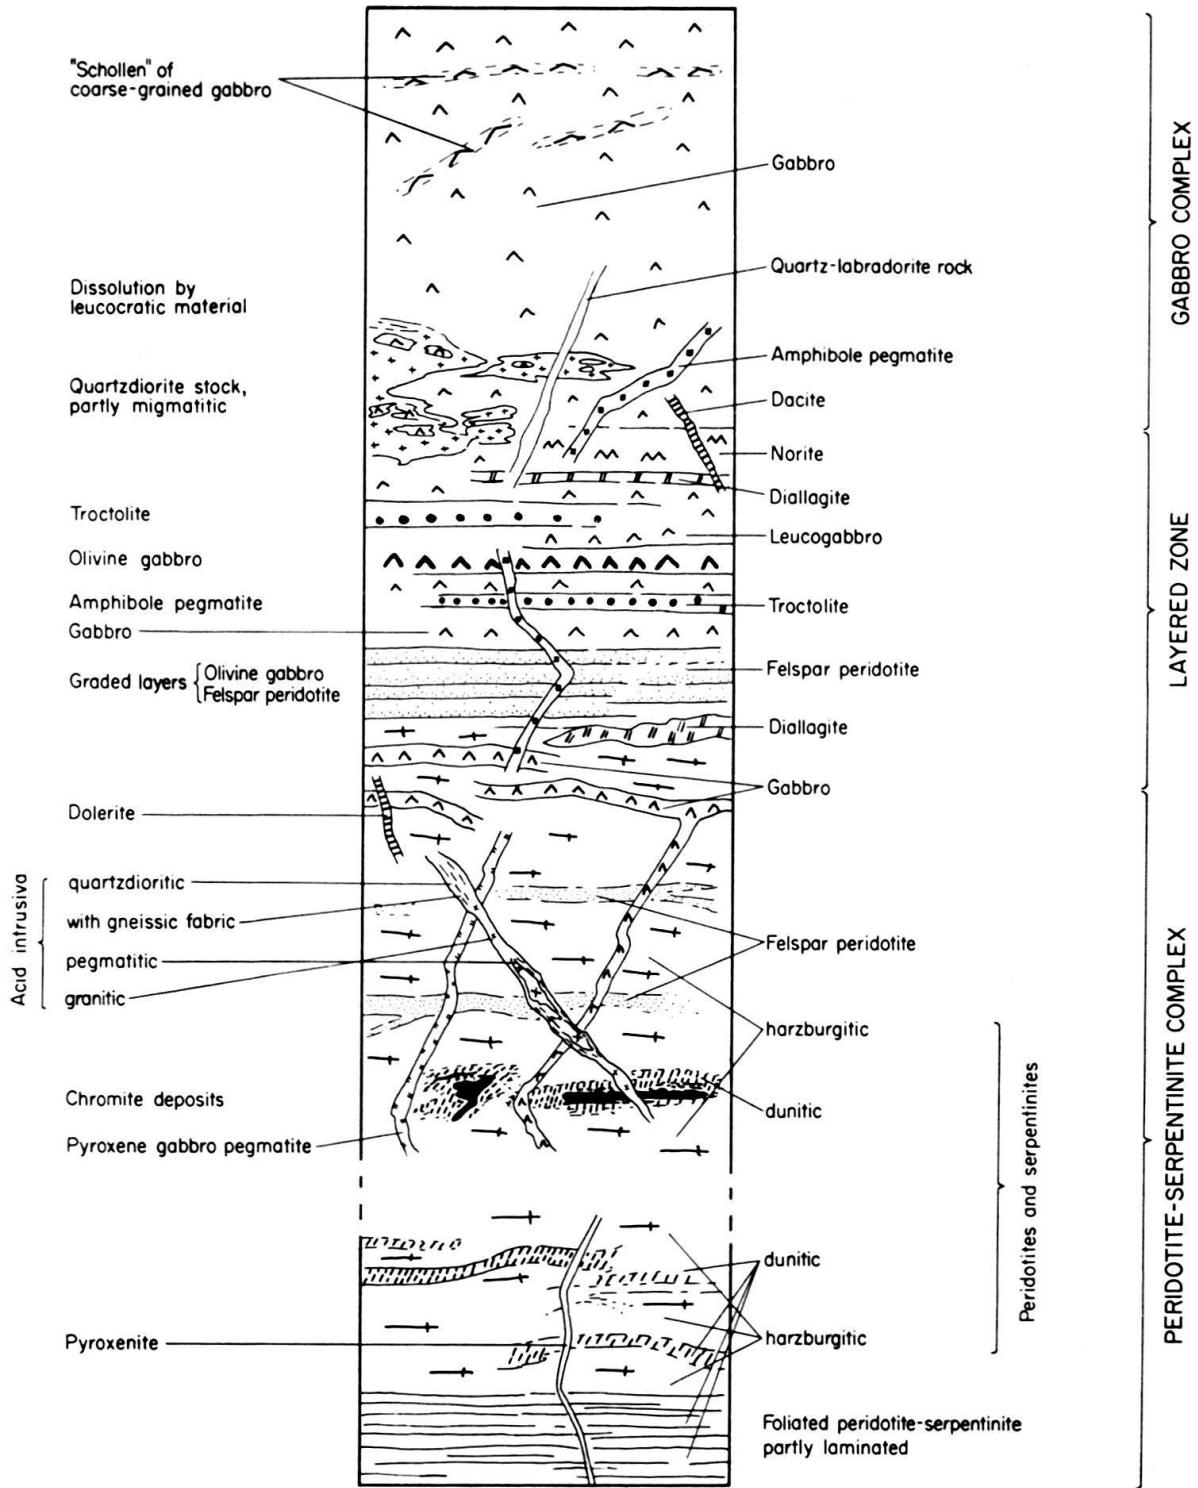 "Schollen" of
coarse-grained gabbro
Gabbro
Quartz-labradorite rock
Dissolution by
leucocratic material
Amphibole pegmatite
Quartzdiorite stock,
partly migmatitic
Dacite
Norite
Diallagite
Troctolite
Leucogabbro
Olivine gabbro
Amphibole pegmatite
Troctolite
Gabbro
Graded layers { Olivine gabbro
Felspar peridotite
Felspar peridotite
Diallagite
Gabbro
Dolerite
Acid intrusiva
quartzdioritic
with gneissic fabric
pegmatitic
granitic
Felspar peridotite
harzburgitic
Chromite deposits
dunitic
Pyroxene gabbro pegmatite
dunitic
Pyroxenite
harzburgitic
Foliated peridotite-serpentinite
partly laminated
Peridotites and serpentinites
GABBRO COMPLEX
LAYERED ZONE
PERIDOTITE-SERPENTINITE COMPLEX